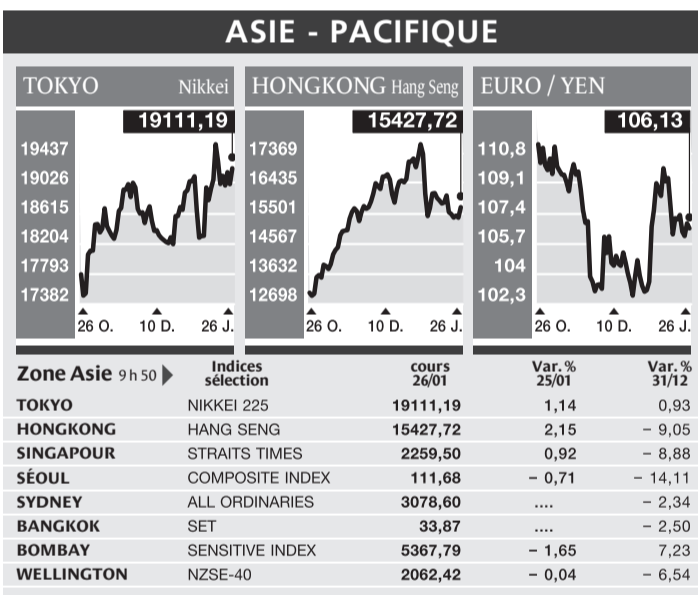 ASIE - PACIFIQUE
TOKYO Nikkei
19111,19
19437
19026
18615
18204
17793
17382
26 O. 10 D. 26 J.
HONGKONG Hang Seng
15427,72
17369
16435
15501
14567
13632
12698
26 O. 10 D. 26 J.
EURO / YEN
106,13
110,8
109,1
107,4
105,7
104
102,3
26 O. 10 D. 26 J.
Zone Asie 9 h 50 Indices sélection cours 26/01 Var. % 25/01 Var. % 31/12
TOKYO NIKKEI 225 19111,19 1,14 0,93
HONGKONG HANG SENG 15427,72 2,15 – 9,05
SINGAPOUR STRAITS TIMES 2259,50 0,92 – 8,88
SÉOUL COMPOSITE INDEX 111,68 – 0,71 – 14,11
SYDNEY ALL ORDINARIES 3078,60 .... – 2,34
BANGKOK SET 33,87 .... – 2,50
BOMBAY SENSITIVE INDEX 5367,79 – 1,65 7,23
WELLINGTON NZSE-40 2062,42 – 0,04 – 6,54